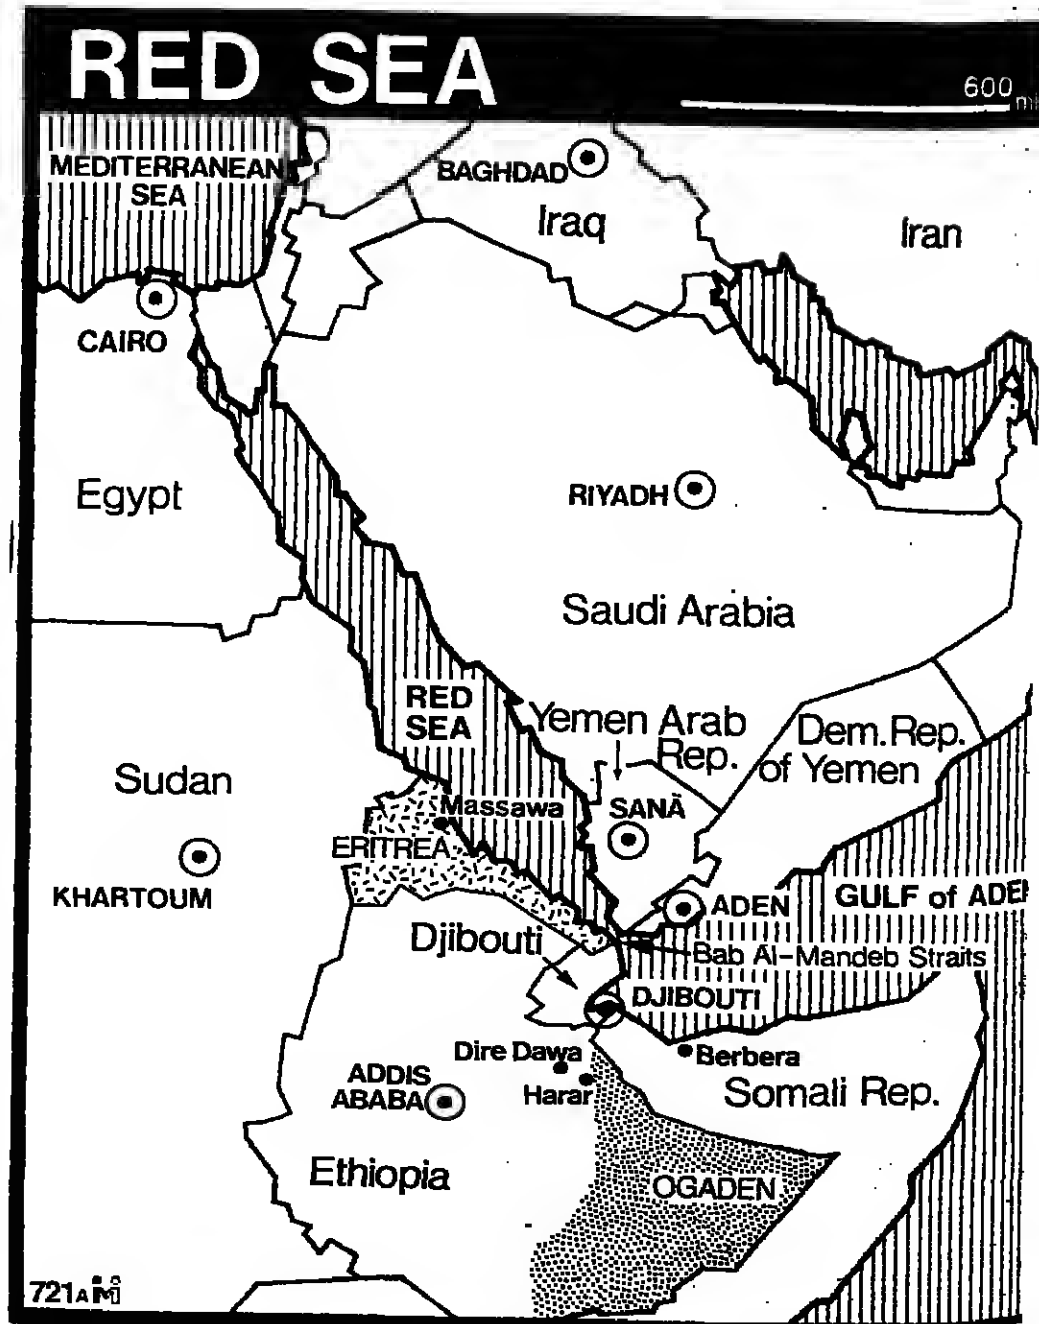 RED SEA
600
MEDITERRANEAN
SEA
BAGHDAD
Iraq
Iran
CAIRO
Egypt
RIYADH
Saudi Arabia
RED
SEA
Yemen Arab
Rep.
Dem. Rep.
of Yemen
Sudan
Massawa
SANĀ
ERITREA
KHARTOUM
ADEN
GULF of ADEN
Djibouti
Bab Al-Mandeb Straits
DJIBOUTI
Dire Dawa
Berbera
ADDIS
ABABA
Harar
Somali Rep.
Ethiopia
OGADEN
721A